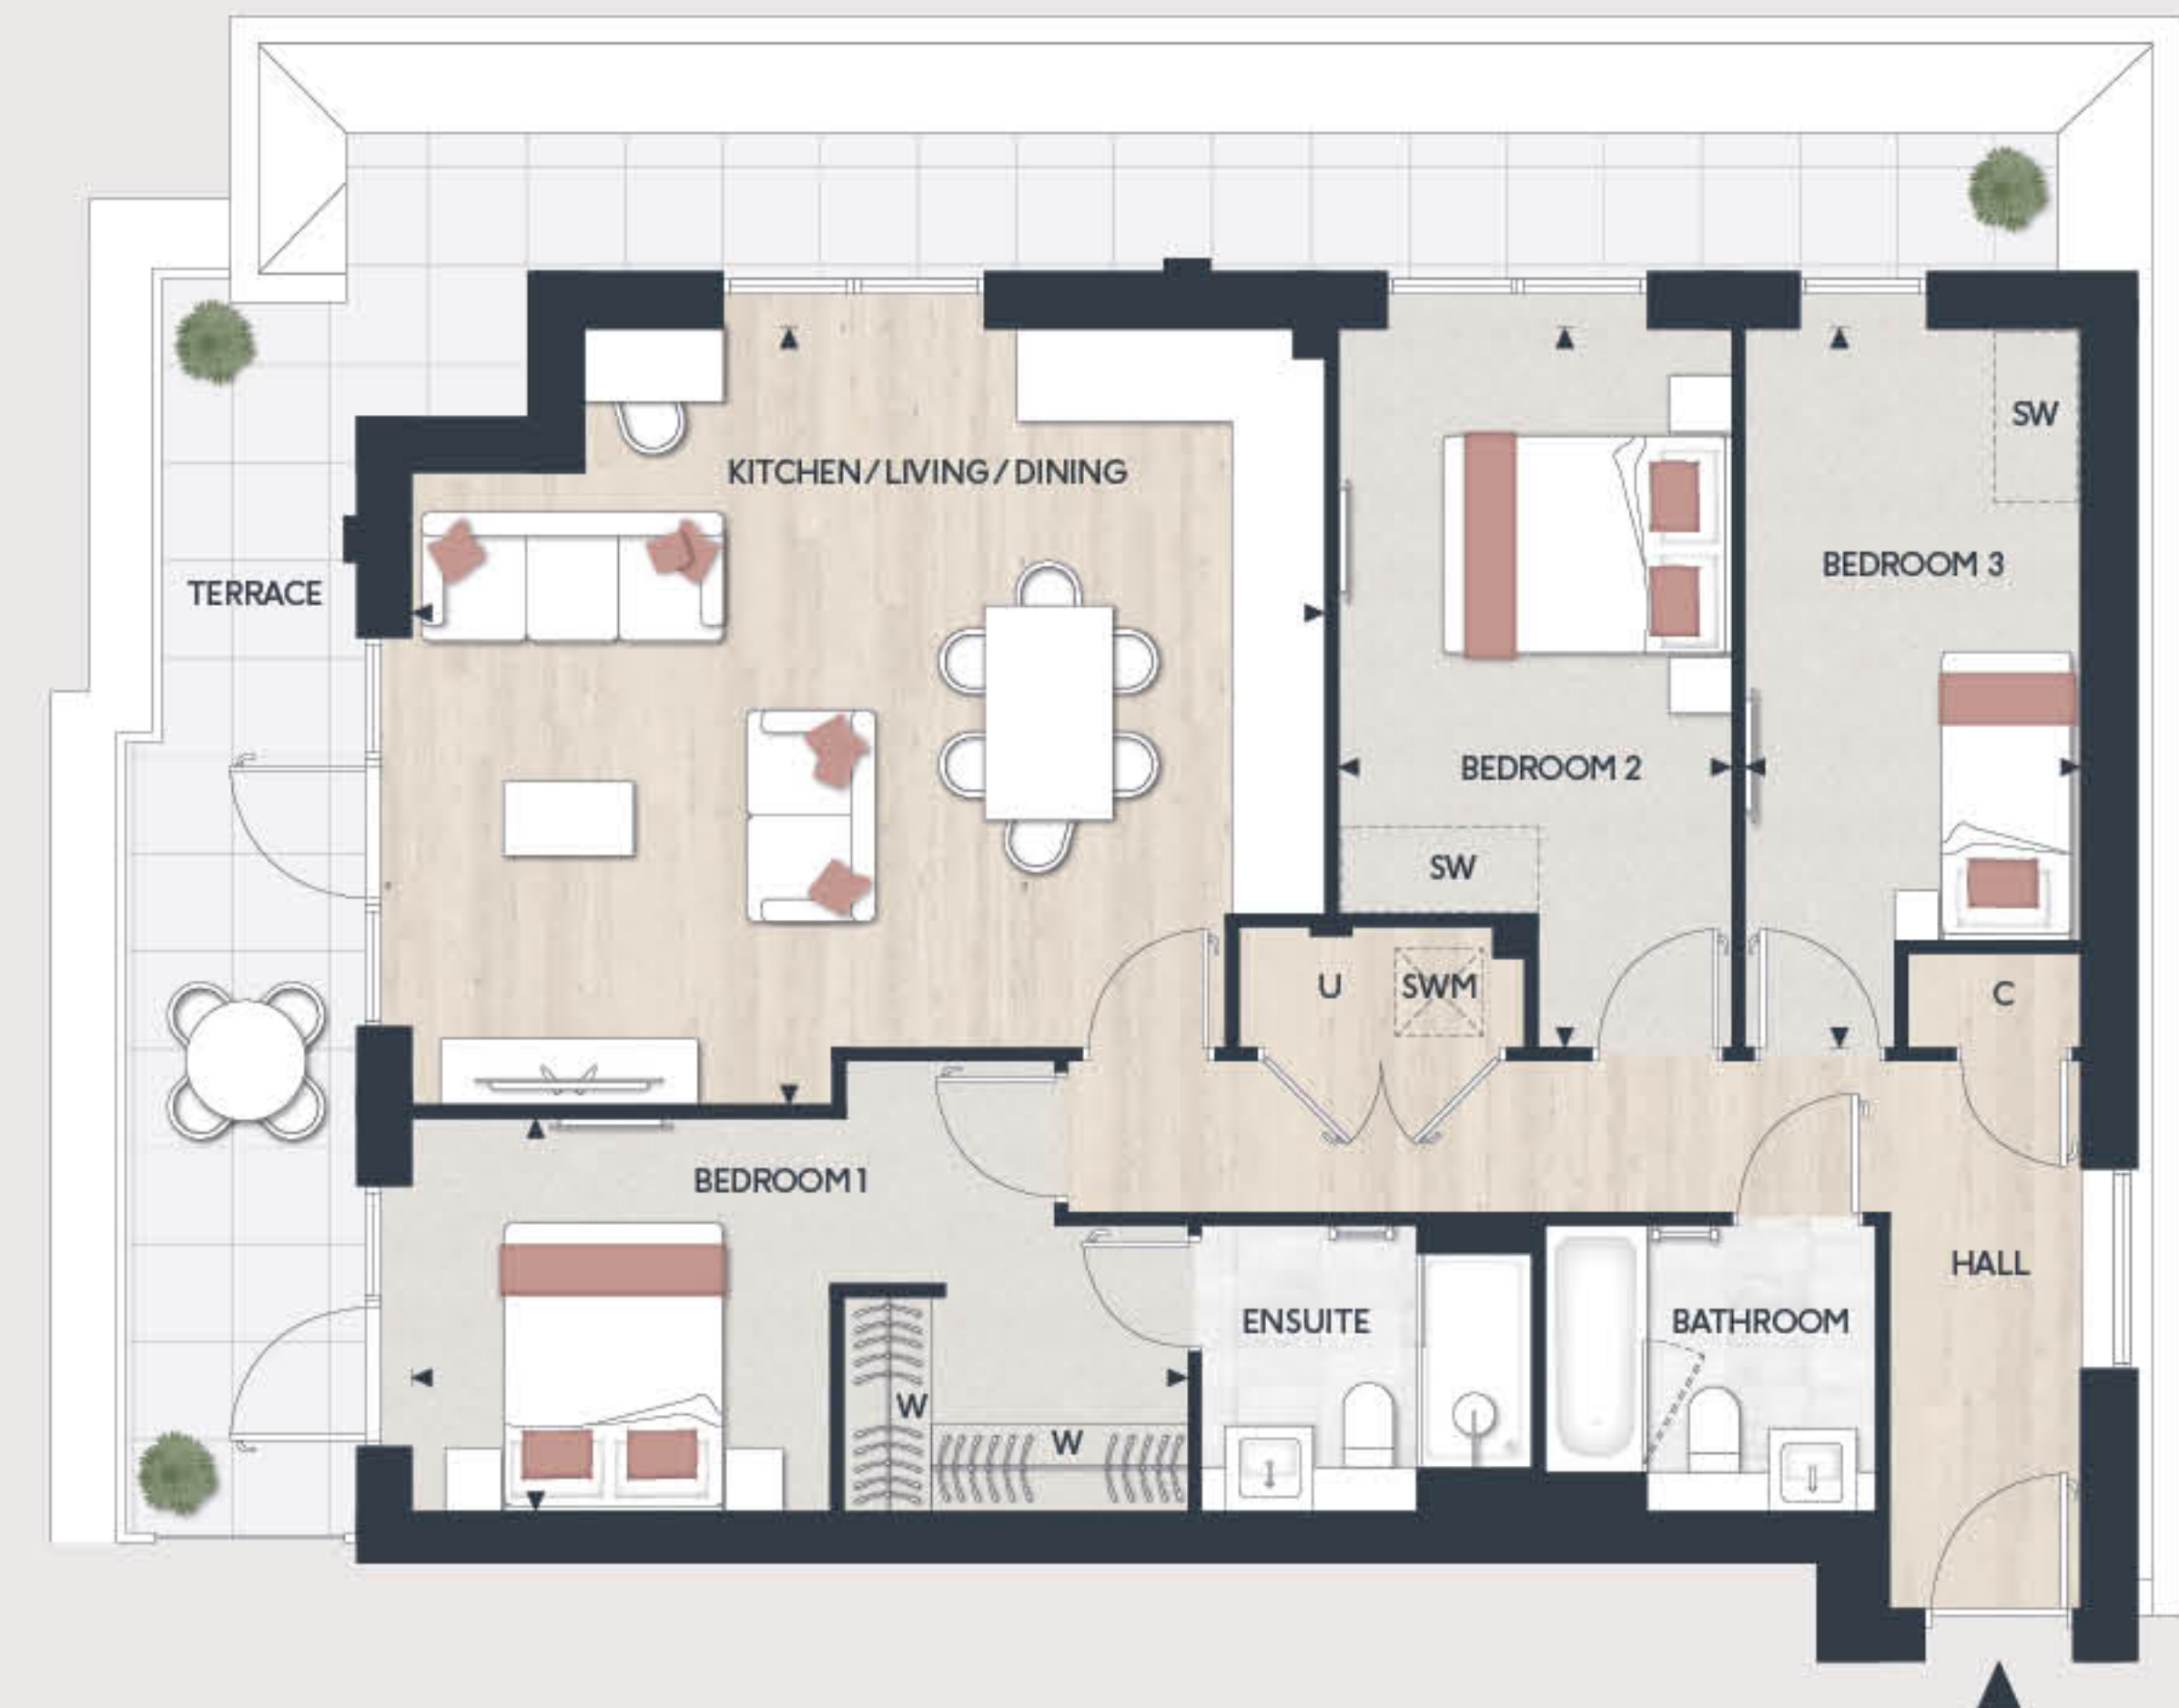 SW
KITCHEN/LIVING/DINING
BEDROOM 3
TERRACE
BEDROOM 2
SW
U
SWM
C
BEDROOM 1
HALL
ENSUITE
BATHROOM
W
W